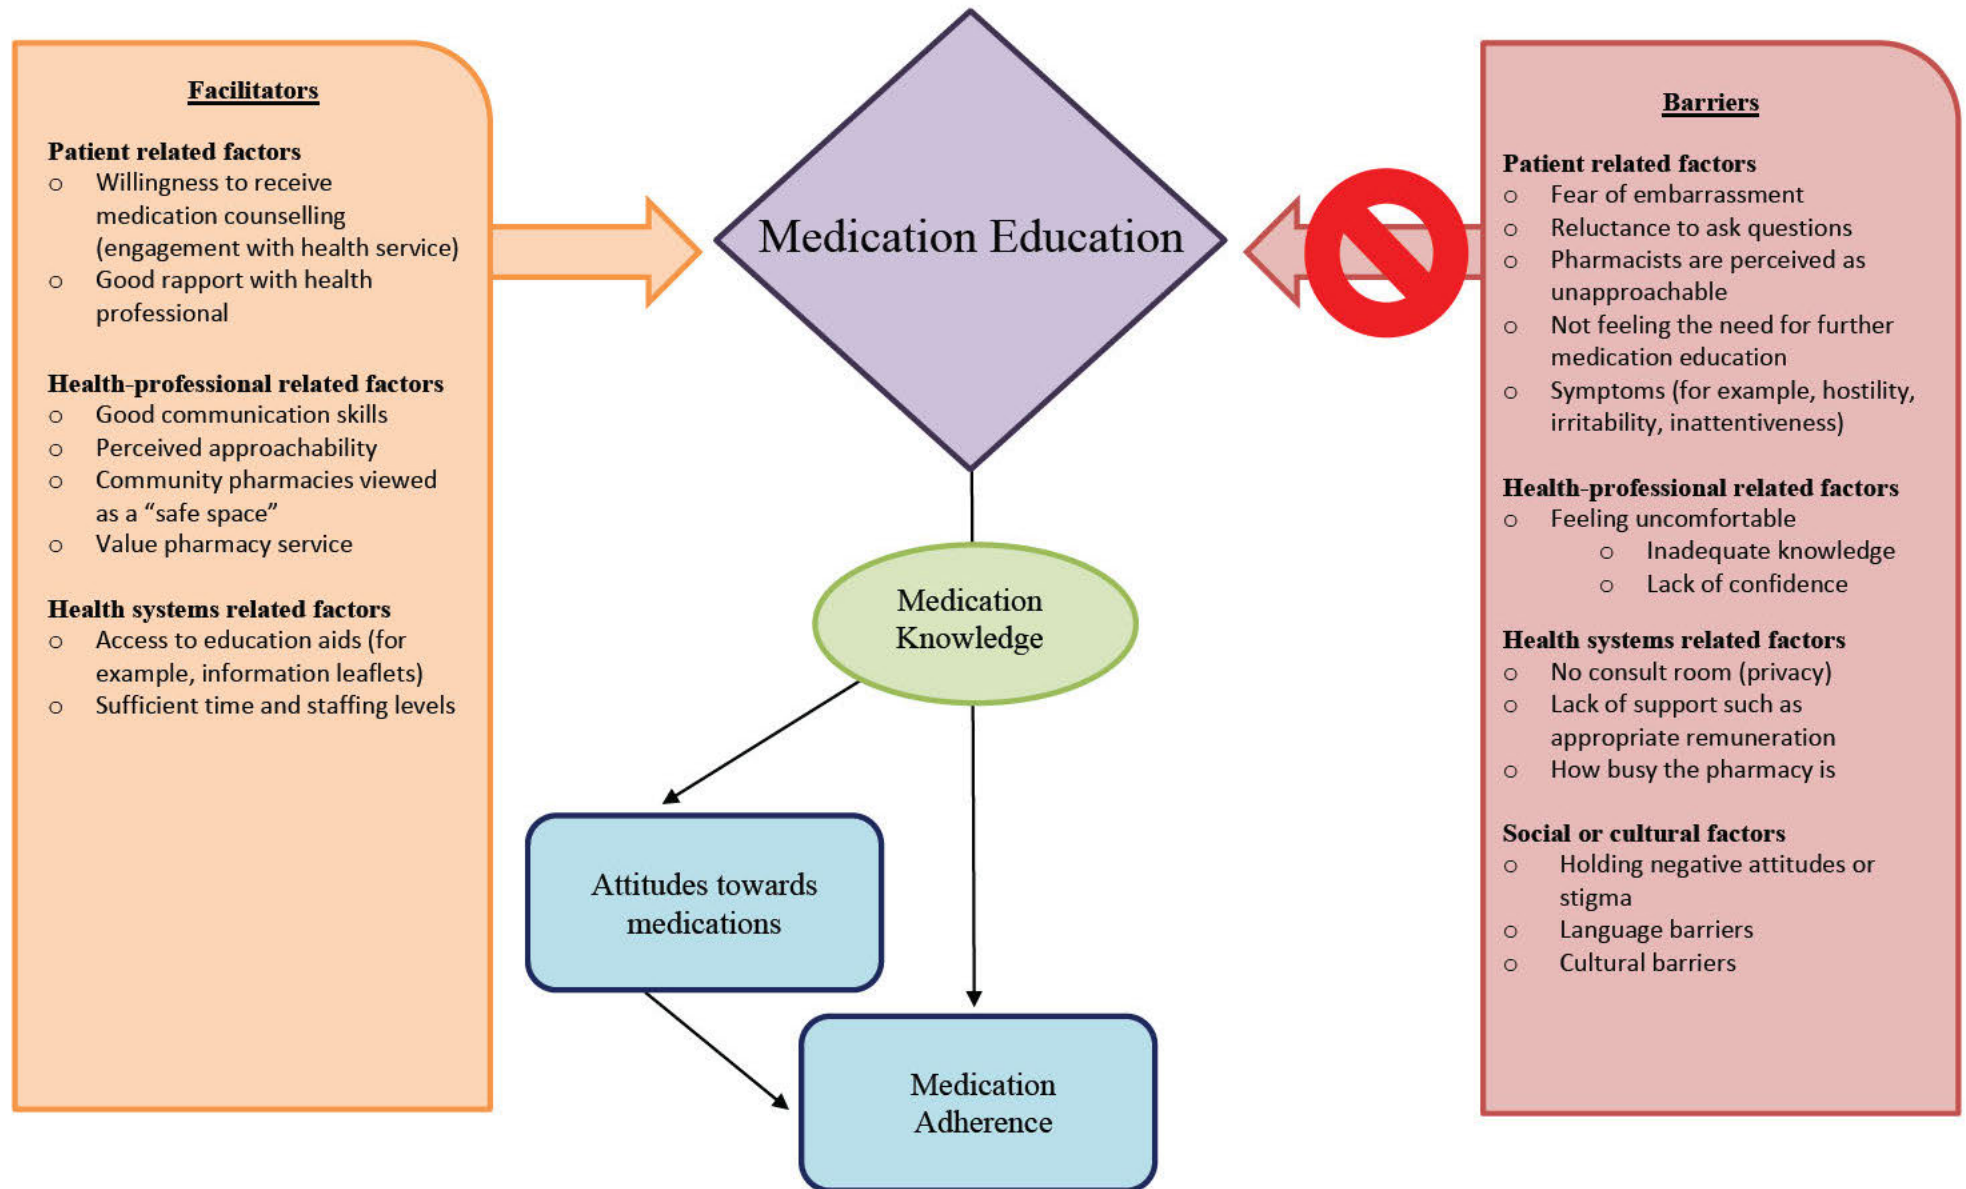 Facilitators
Patient related factors
o Willingness to receive
medication counselling
(engagement with health service)
o Good rapport with health
professional
Health-professional related factors
o Good communication skills
o Perceived approachability
o Community pharmacies viewed
as a “safe space”
o Value pharmacy service
Health systems related factors
o Access to education aids (for
example, information leaflets)
o Sufficient time and staffing levels
Medication Education
Medication
Knowledge
Attitudes towards
medications
Medication
Adherence
Barriers
Patient related factors
o Fear of embarrassment
o Reluctance to ask questions
o Pharmacists are perceived as
unapproachable
o Not feeling the need for further
medication education
o Symptoms (for example, hostility,
irritability, inattentiveness)
Health-professional related factors
o Feeling uncomfortable
o Inadequate knowledge
o Lack of confidence
Health systems related factors
o No consult room (privacy)
o Lack of support such as
appropriate remuneration
o How busy the pharmacy is
Social or cultural factors
o Holding negative attitudes or
stigma
o Language barriers
o Cultural barriers